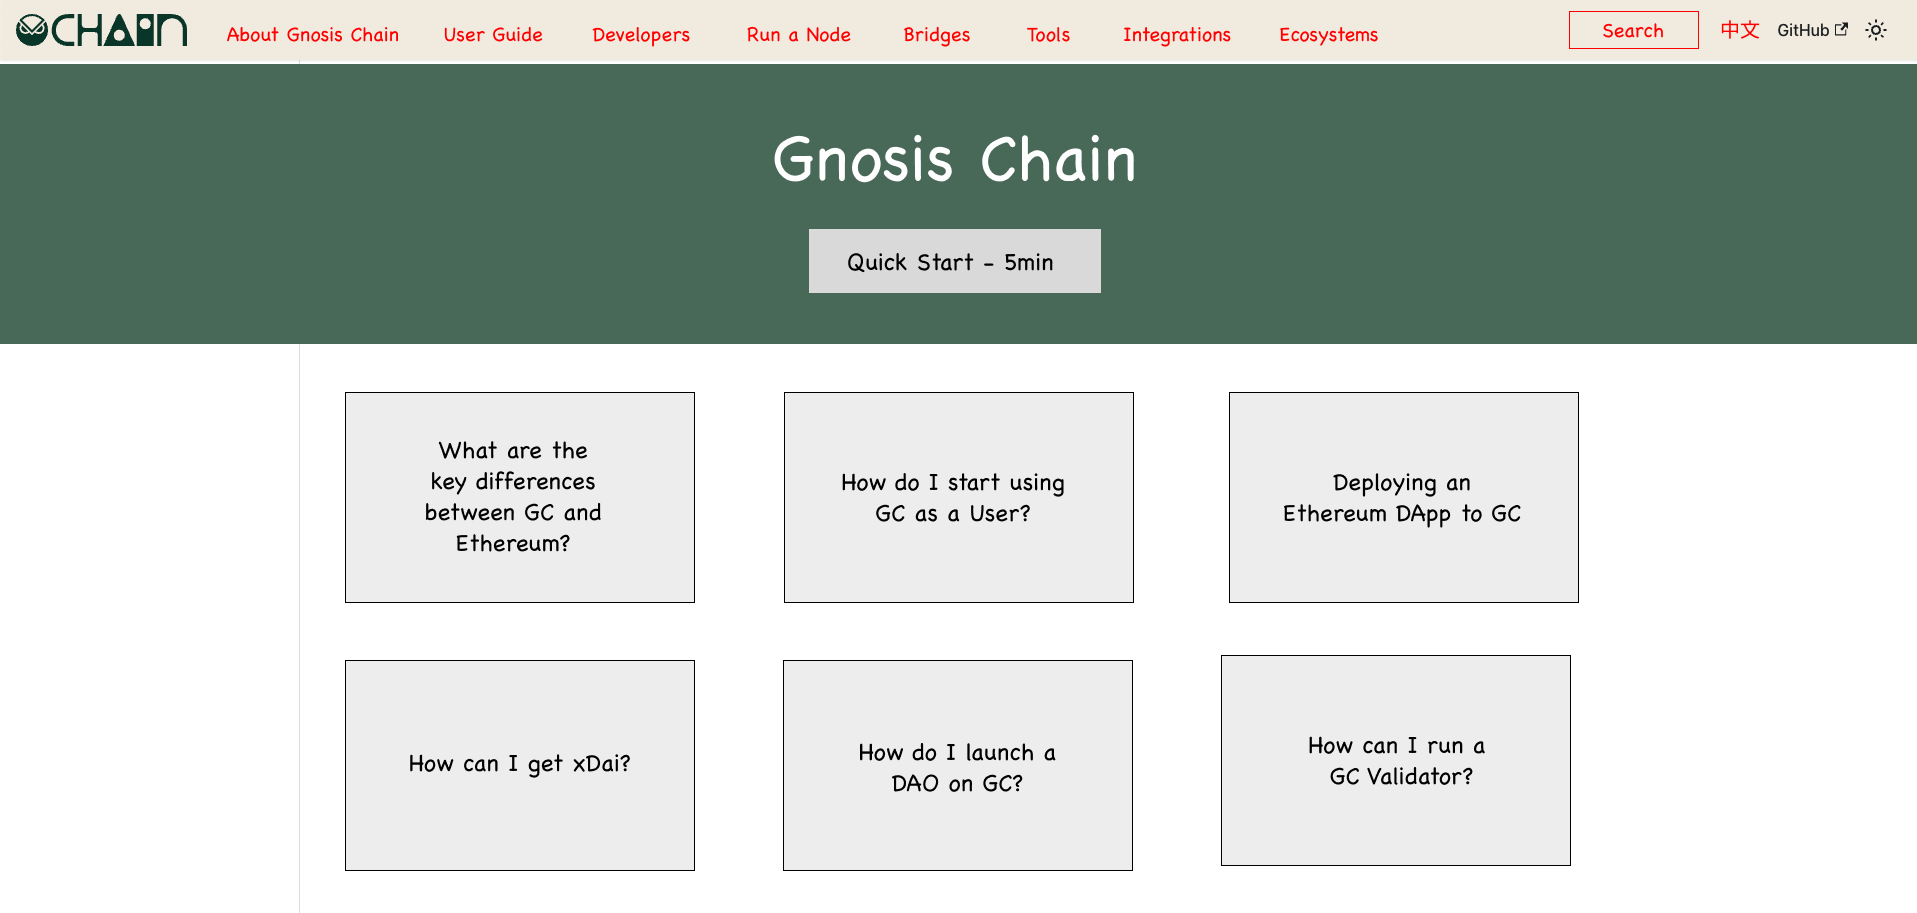 CHAIN
About Gnosis Chain User Guide Developers Run a Node Bridges Tools Integrations Ecosystems Search 中文 GitHub
Gnosis Chain
Quick Start - 5min
What are the
key differences
between GC and
Ethereum?
How do I start using
GC as a User?
Deploying an
Ethereum DApp to GC
How can I get xDai?
How do I launch a
DAO on GC?
How can I run a
GC Validator?